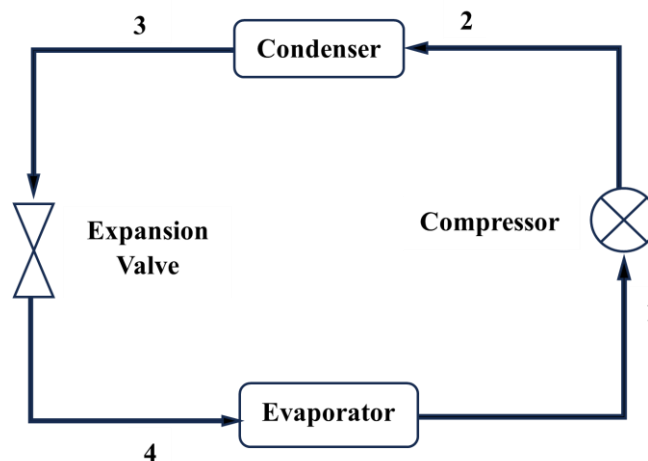 3
2
Condenser
Expansion
Valve
Compressor
Evaporator
4